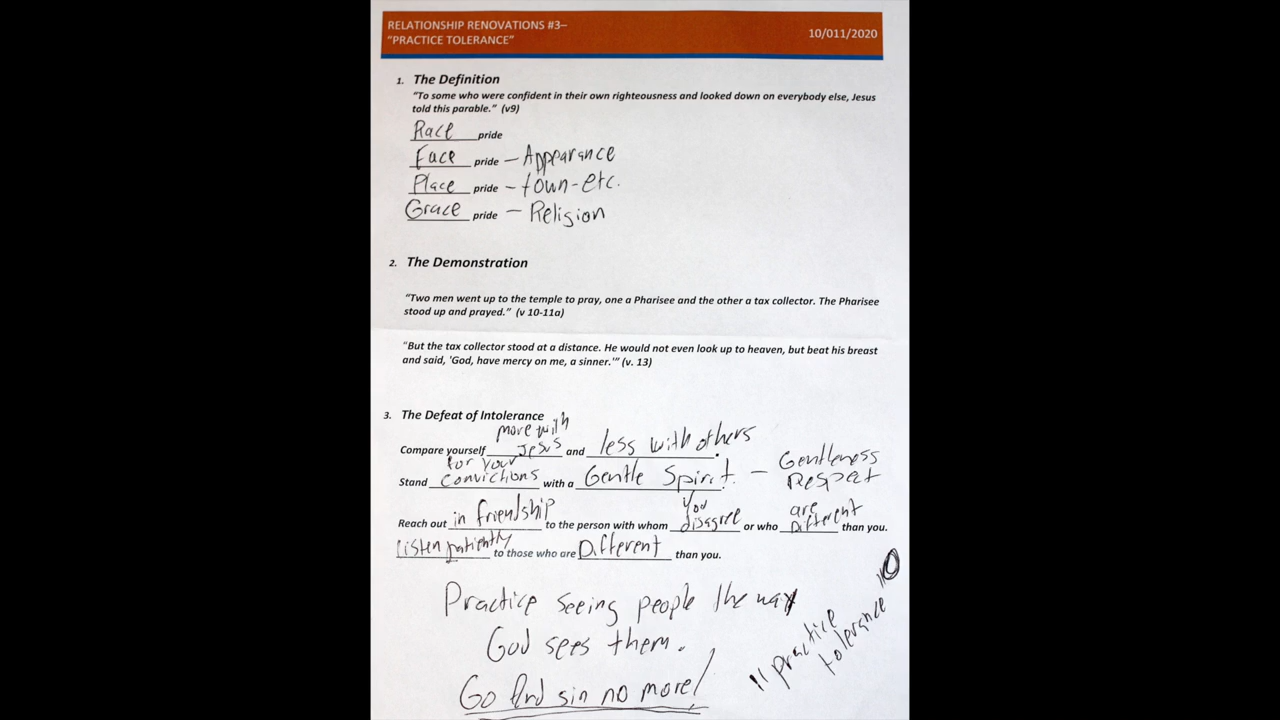 RELATIONSHIP RENOVATIONS #3–
"PRACTICE TOLERANCE"
10/011/2020
1. The Definition
"To some who were confident in their own righteousness and looked down on everybody else, Jesus
told this parable." (v9)
Race pride
Face pride – Appearance
Place pride – town-etc.
Grace pride – Religion
2. The Demonstration
"Two men went up to the temple to pray, one a Pharisee and the other a tax collector. The Pharisee
stood up and prayed." (v 10-11a)
"But the tax collector stood at a distance. He would not even look up to heaven, but beat his breast
and said, 'God, have mercy on me, a sinner.'" (v. 13)
3. The Defeat of Intolerance
more with
Compare yourself Jesus and less with others.
for your
Stand convictions with a Gentle Spirit. – Gentleness
Respect
you are
Reach out in friendship to the person with whom disagree or who Different than you.
Listen patiently to those who are Different than you.
Practice seeing people the way
God sees them.
Go And sin no more!
"practice
tolerance"